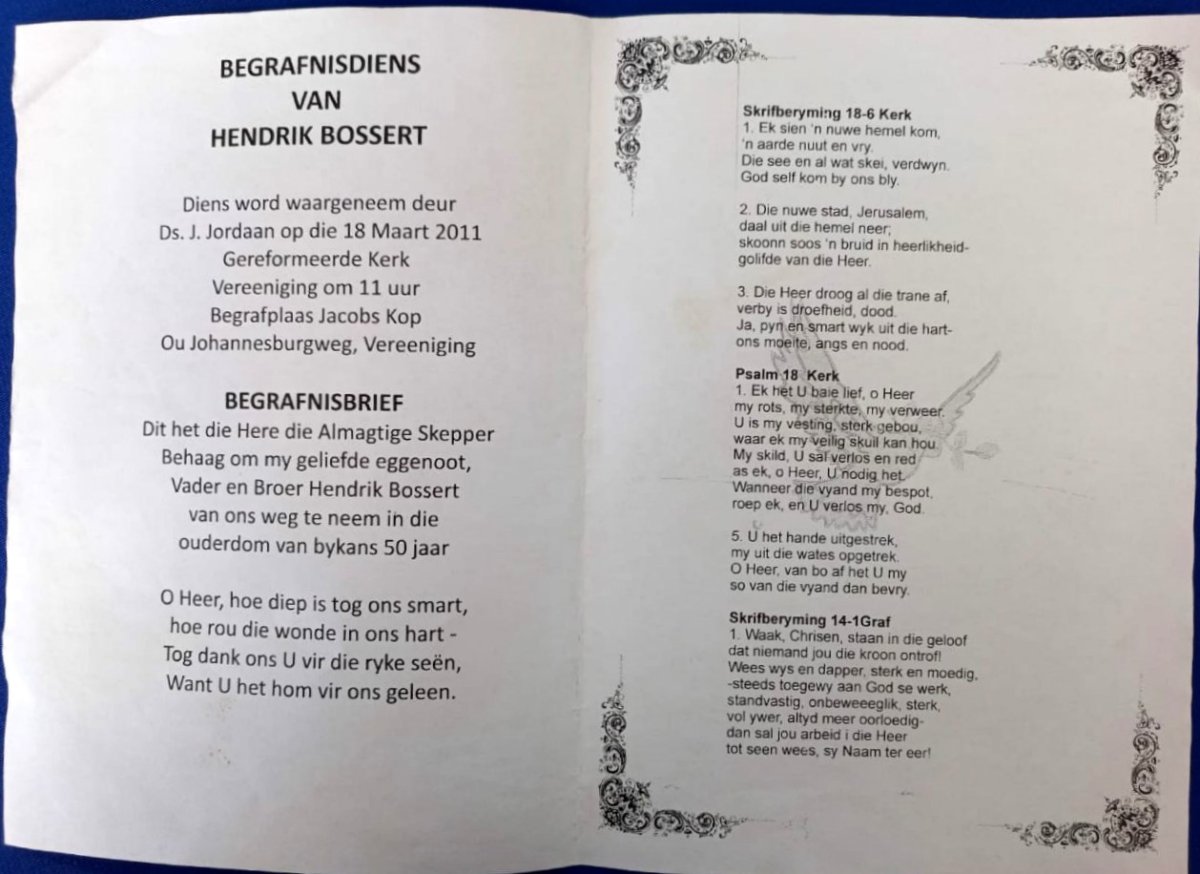 BEGRAFNISDIENS
VAN
HENDRIK BOSSERT
Diens word waargeneem deur
Ds. J. Jordaan op die 18 Maart 2011
Gereformeerde Kerk
Vereeniging om 11 uur
Begrafplaas Jacobs Kop
Ou Johannesburgweg, Vereeniging
BEGRAFNISBRIEF
Dit het die Here die Almagtige Skepper
Behaag om my geliefde eggenoot,
Vader en Broer Hendrik Bossert
van ons weg te neem in die
ouderdom van bykans 50 jaar
O Heer, hoe diep is tog ons smart,
hoe rou die wonde in ons hart -
Tog dank ons U vir die ryke seën,
Want U het hom vir ons geleen.
Skrifberyming 18-6 Kerk
1. Ek sien 'n nuwe hemel kom,
'n aarde nuut en vry.
Die see en al wat skei, verdwyn.
God self kom by ons bly.
2. Die nuwe stad, Jerusalem,
daal uit die hemel neer;
skoonn soos 'n bruid in heerlikheid-
golifde van die Heer.
3. Die Heer droog al die trane af,
verby is droefheid, dood.
Ja, pyn en smart wyk uit die hart-
ons moeite, angs en nood.
Psalm 18 Kerk
1. Ek het U baie lief, o Heer
my rots, my sterkte, my verweer.
U is my vesting, sterk gebou,
waar ek my veilig skuil kan hou.
My skild, U sal verlos en red
as ek, o Heer, U nodig het.
Wanneer die vyand my bespot,
roep ek, en U verlos my, God.
5. U het hande uitgestrek,
my uit die wates opgetrek.
O Heer, van bo af het U my
so van die vyand dan bevry.
Skrifberyming 14-1Graf
1. Waak, Chrisen, staan in die geloof
dat niemand jou die kroon ontrof!
Wees wys en dapper, sterk en moedig,
-steeds toegewy aan God se werk,
standvastig, onbeweeeglik, sterk,
vol ywer, altyd meer oorloedig-
dan sal jou arbeid i die Heer
tot seen wees, sy Naam ter eer!